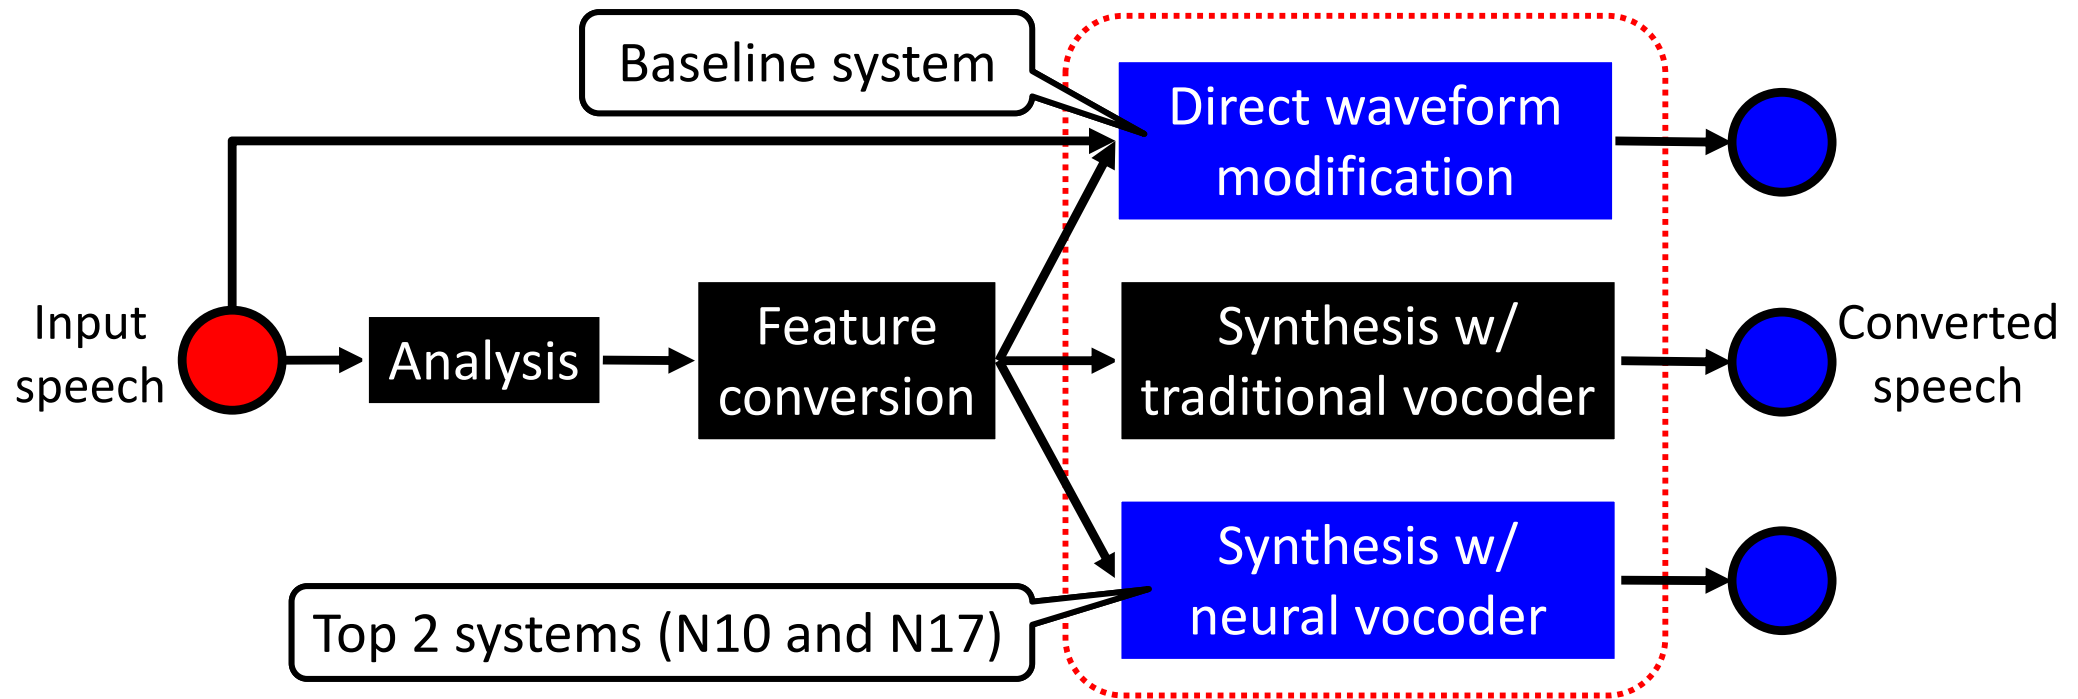 Baseline system
Direct waveform
modification
Input
speech
Analysis
Feature
conversion
Synthesis w/
traditional vocoder
Converted
speech
Synthesis w/
neural vocoder
Top 2 systems (N10 and N17)